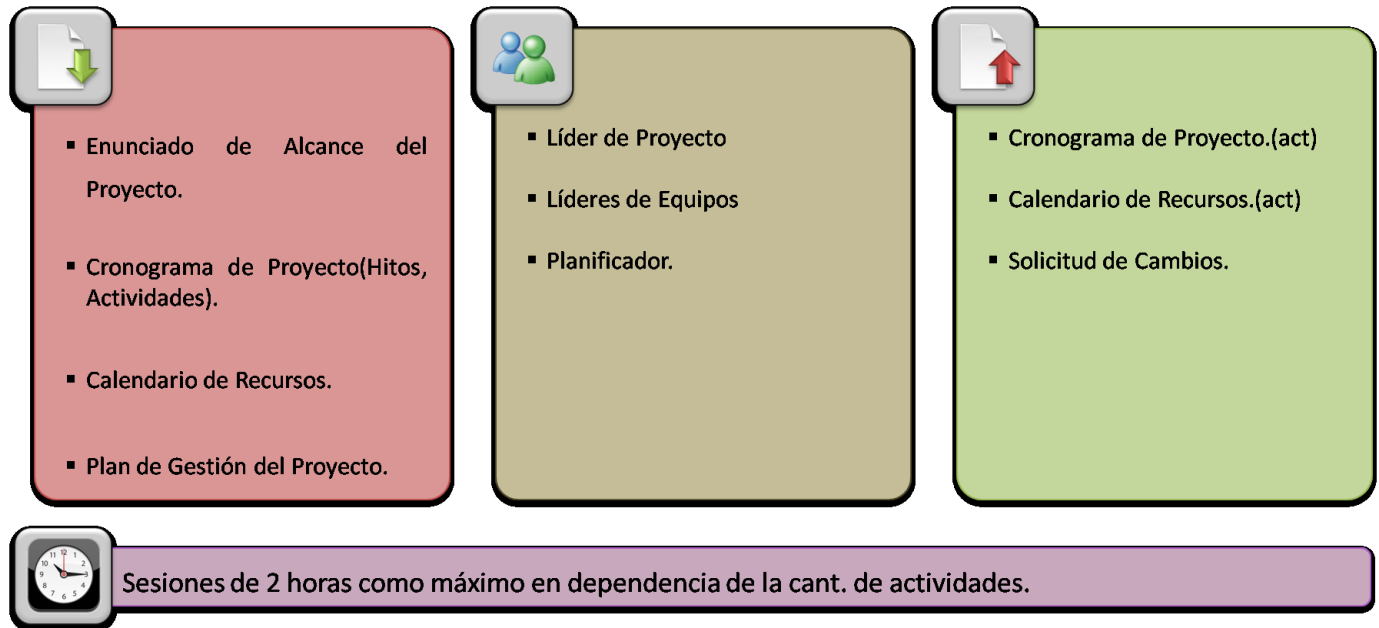 Enunciado de Alcance del
Proyecto.
Cronograma de Proyecto(Hitos,
Actividades).
Calendario de Recursos.
Plan de Gestión del Proyecto.
Líder de Proyecto
Líderes de Equipos
Planificador.
Cronograma de Proyecto.(act)
Calendario de Recursos.(act)
Solicitud de Cambios.
Sesiones de 2 horas como máximo en dependencia de la cant. de actividades.